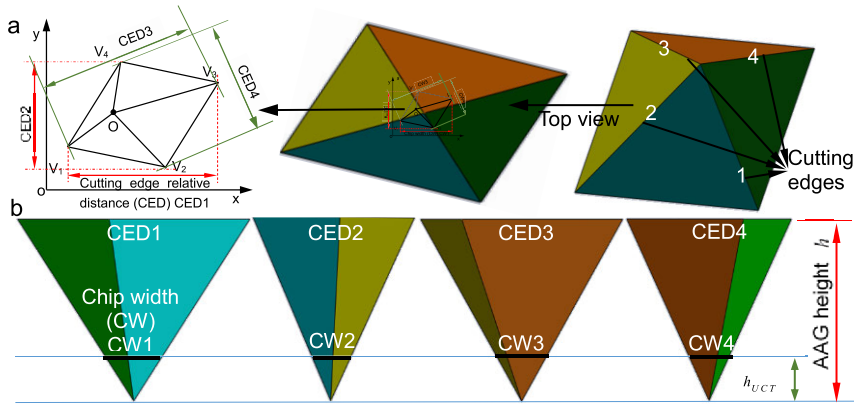 a
y
V4
CED3
V3
CED4
CED2
O
V1
V2
o
Cutting edge relative
distance (CED) CED1
x
Top view
3
4
2
1
Cutting
edges
b
CED1
CED2
CED3
CED4
Chip width
(CW)
CW1
CW2
CW3
CW4
AAG height h
hUCT